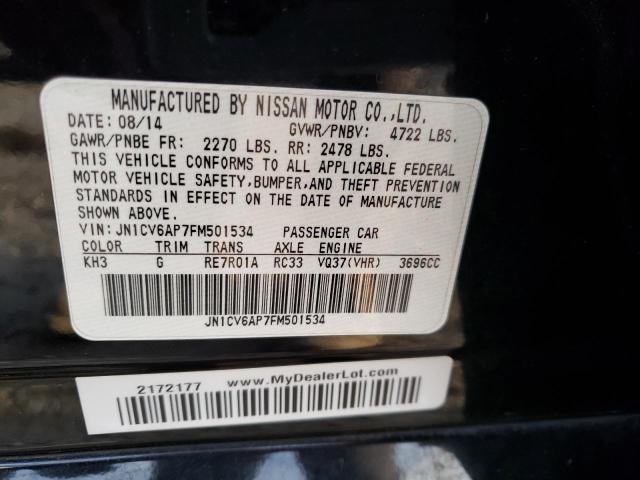 MANUFACTURED BY NISSAN MOTOR CO.,LTD.
DATE: 08/14 GVWR/PNBV: 4722 LBS.
GAWR/PNBE FR: 2270 LBS. RR: 2478 LBS.
THIS VEHICLE CONFORMS TO ALL APPLICABLE FEDERAL
MOTOR VEHICLE SAFETY,BUMPER,AND THEFT PREVENTION
STANDARDS IN EFFECT ON THE DATE OF MANUFACTURE
SHOWN ABOVE.
VIN:JN1CV6AP7FM501534 PASSENGER CAR
COLOR TRIM TRANS AXLE ENGINE
KH3 G RE7R01A RC33 VQ37(VHR) 3696CC
JN1CV6AP7FM501534
2172177 www.MyDealerLot.com